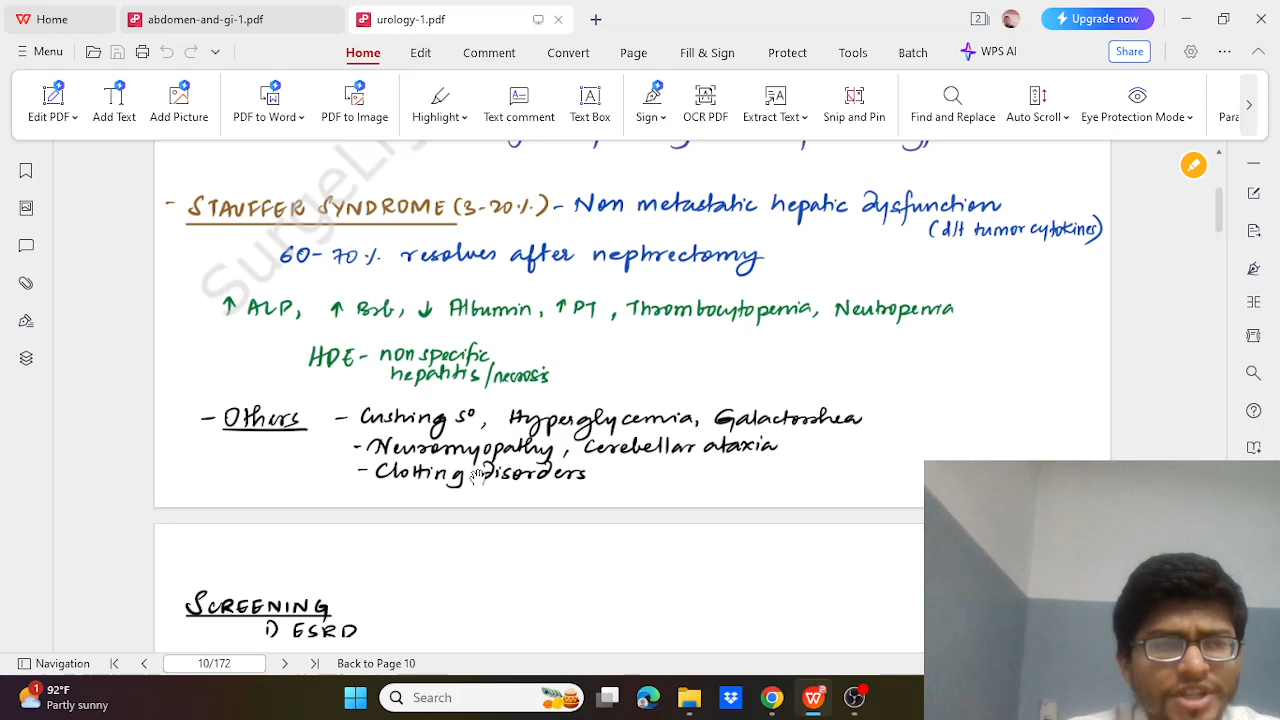 Home
abdomen-and-gi-1.pdf
urology-1.pdf
2
Upgrade now
Menu
Home
Edit
Comment
Convert
Page
Fill & Sign
Protect
Tools
Batch
WPS AI
Share
Edit PDF
Add Text
Add Picture
PDF to Word
PDF to Image
Highlight
Text comment
Text Box
Sign
OCR PDF
Extract Text
Snip and Pin
Find and Replace
Auto Scroll
Eye Protection Mode
Para
- STAUFFER SYNDROME (3-20%) - Non metastatic hepatic dysfunction
(d/t tumor cytokines)
60-70% resolves after nephrectomy
↑ ALP, ↑ Bilb, ↓ Albumin, ↑ PT, Thrombocytopenia, Neutropenia
HPE - non specific
hepatitis/necrosis
- Others - Cushing s°, Hyperglycemia, Galactorrhea
- Neuromyopathy, Cerebellar ataxia
- Clotting disorders
SCREENING
1) ESRD
Navigation
10/172
Back to Page 10
1
92°F
Partly sunny
Search